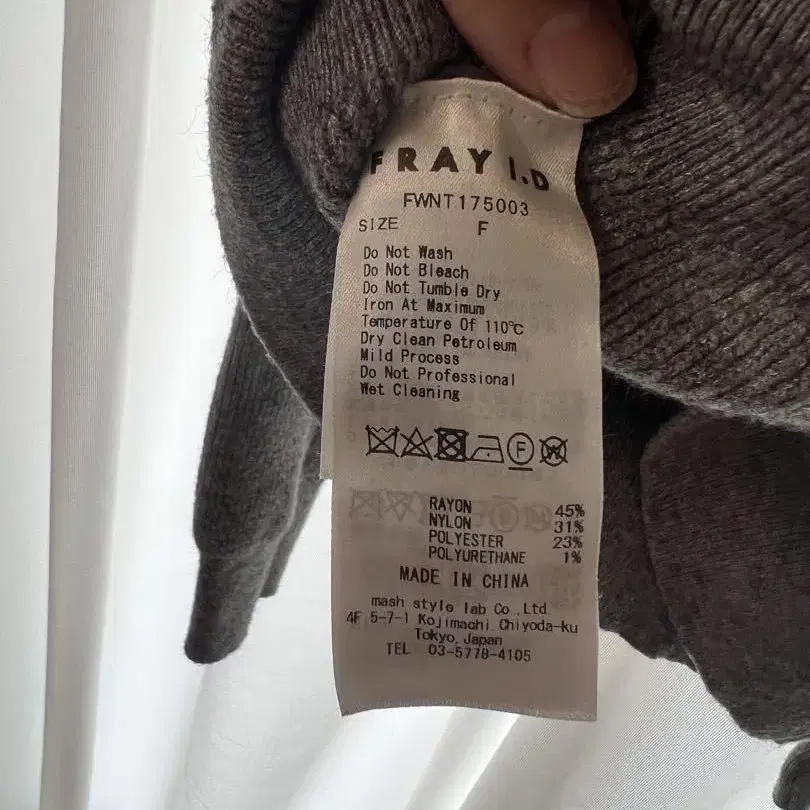 FRAY I.D
FWNT175003
SIZE F
Do Not Wash
Do Not Bleach
Do Not Tumble Dry
Iron At Maximum
Temperature Of 110℃
Dry Clean Petroleum
Mild Process
Do Not Professional
Wet Cleaning
F W
RAYON 45%
NYLON 31%
POLYESTER 23%
POLYURETHANE 1%
MADE IN CHINA
mash style lab Co.,Ltd
4F 5-7-1 Kojimachi Chiyoda-ku
Tokyo, Japan
TEL 03-5778-4105